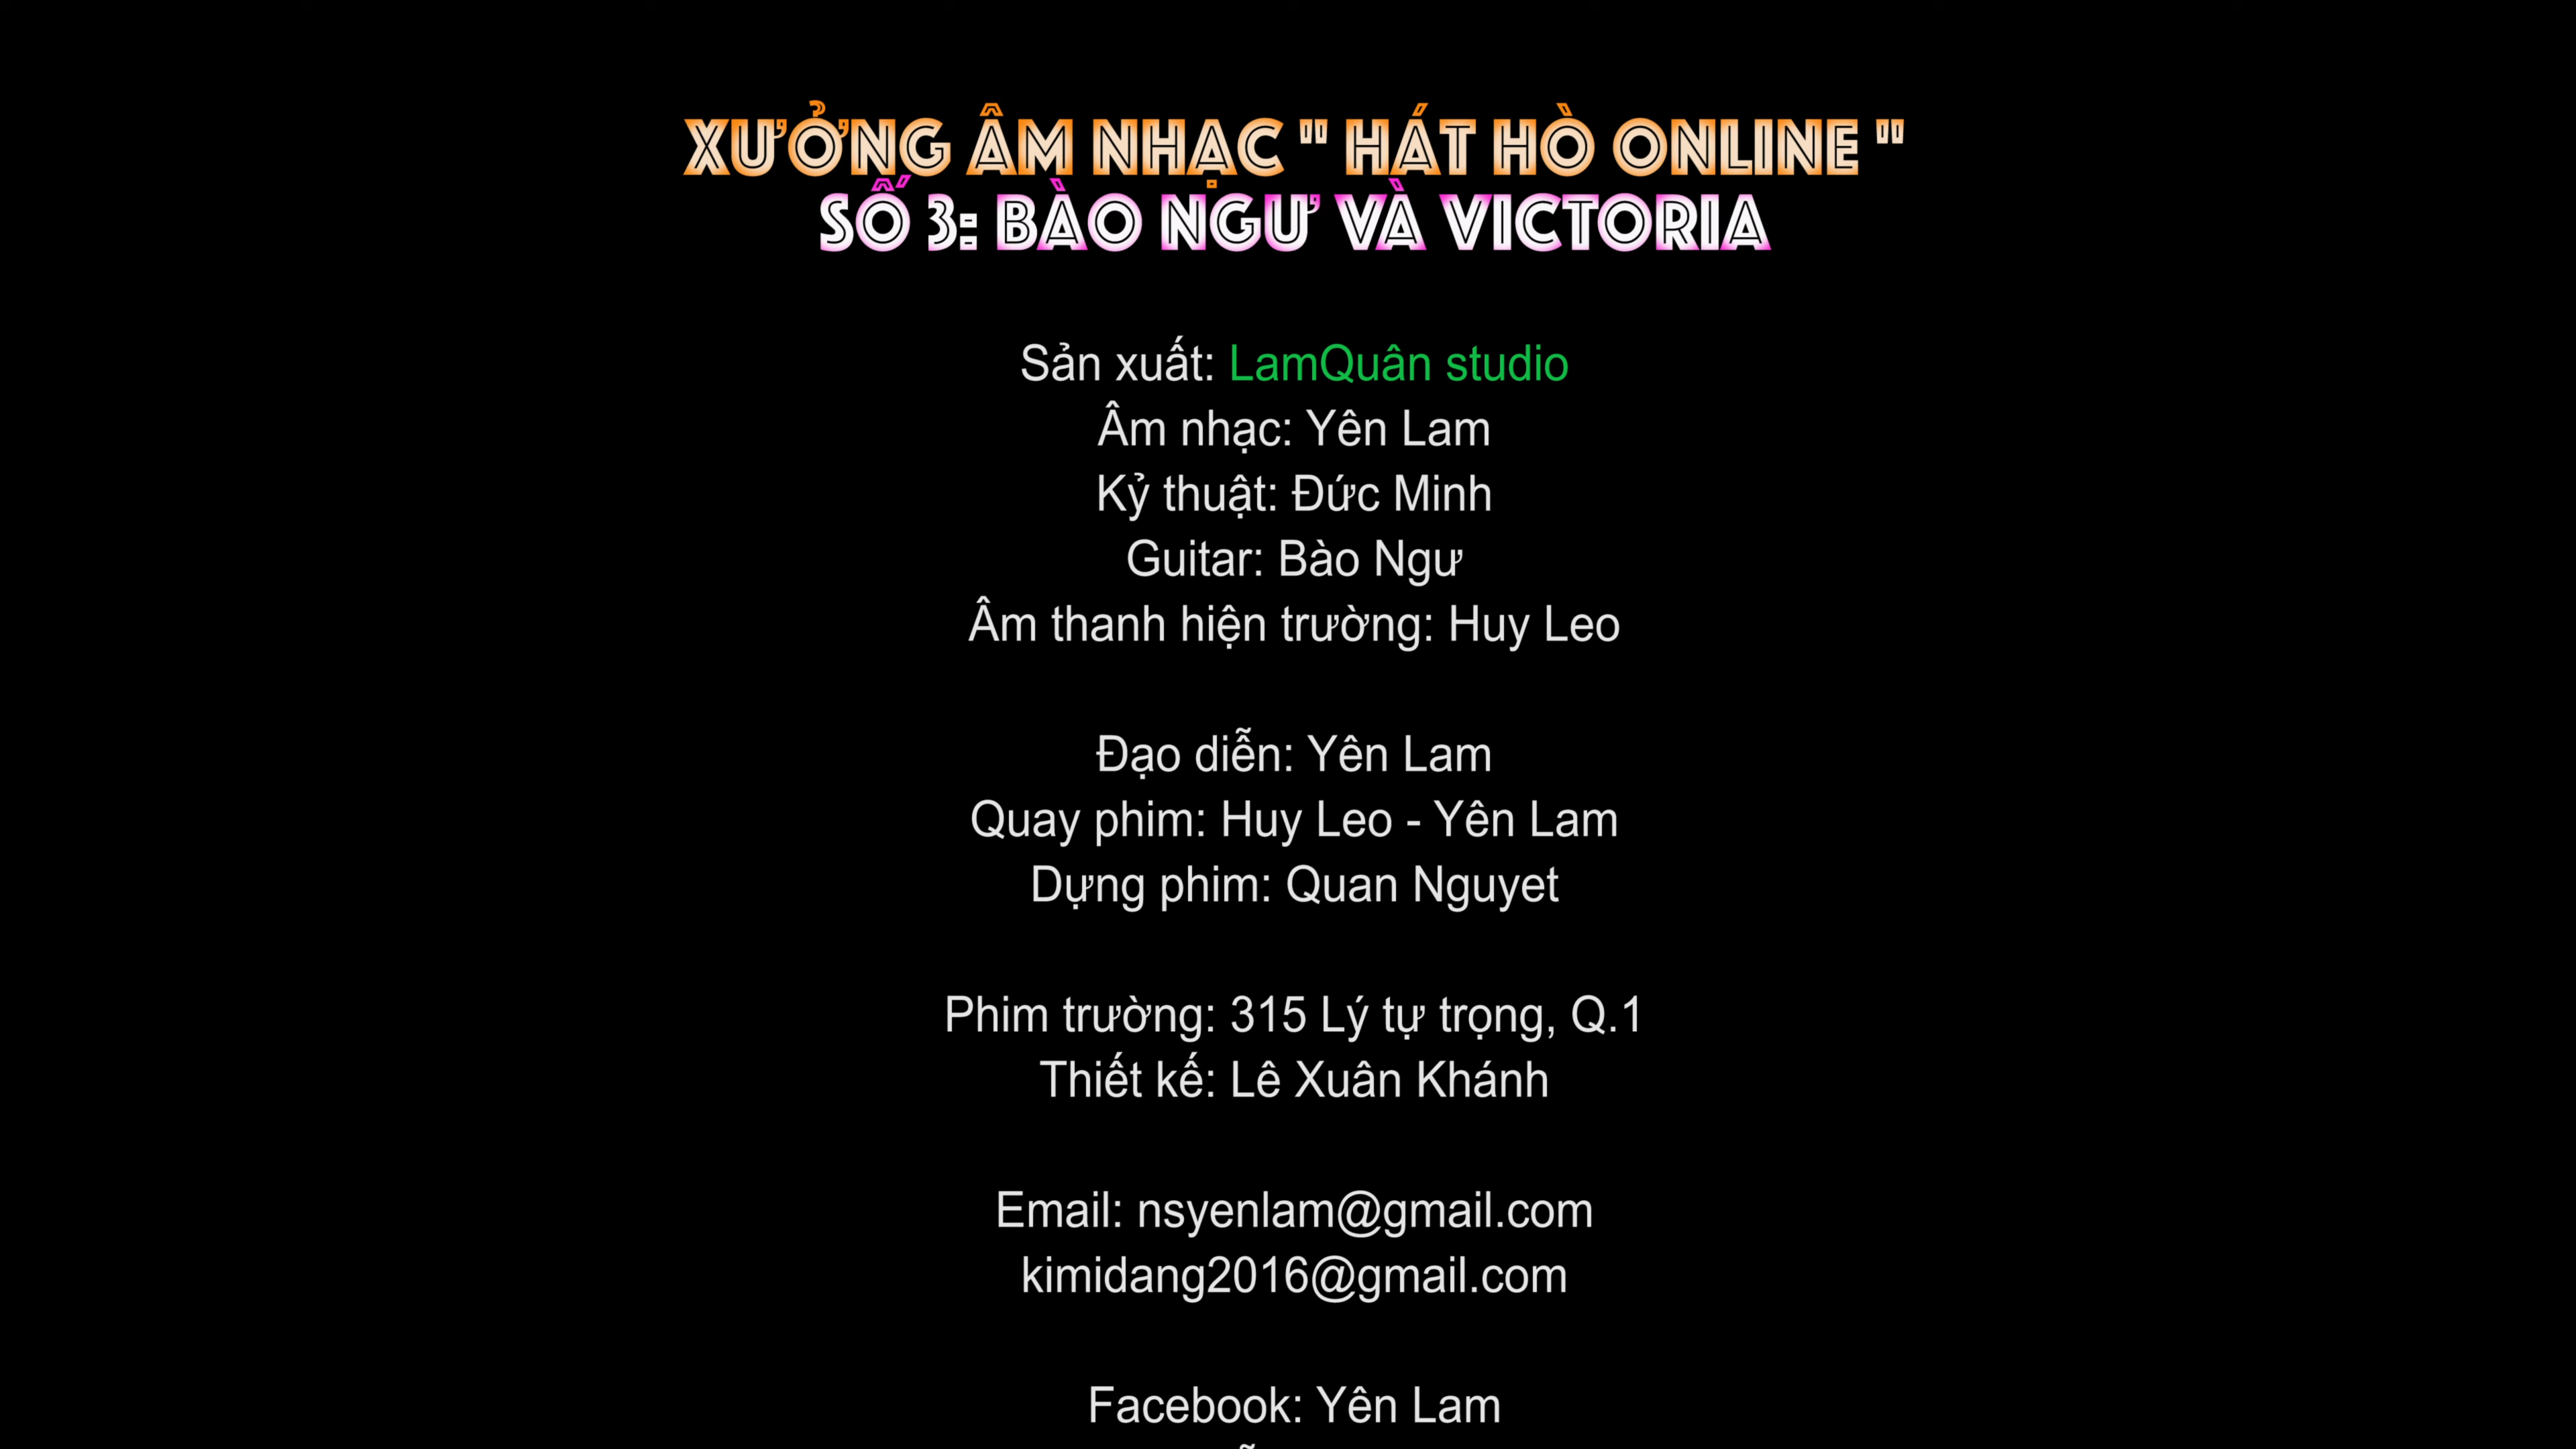 XƯỞNG ÂM NHẠC " HÁT HÒ ONLINE "
SỐ 3: BÀO NGƯ VÀ VICTORIA
Sản xuất: LamQuân studio
Âm nhạc: Yên Lam
Kỷ thuật: Đức Minh
Guitar: Bào Ngư
Âm thanh hiện trường: Huy Leo
Đạo diễn: Yên Lam
Quay phim: Huy Leo - Yên Lam
Dựng phim: Quan Nguyet
Phim trường: 315 Lý tự trọng, Q.1
Thiết kế: Lê Xuân Khánh
Email: nsyenlam@gmail.com
kimidang2016@gmail.com
Facebook: Yên Lam